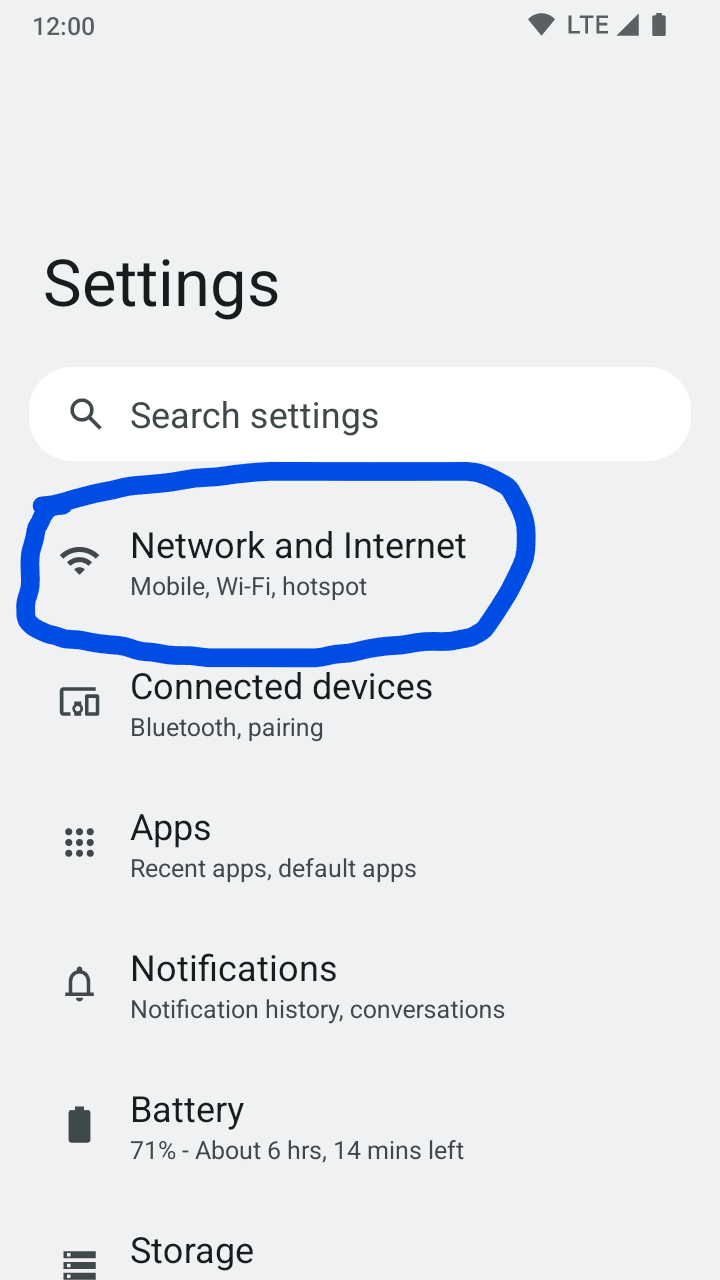 12:00 LTE
Settings
Search settings
Network and Internet
Mobile, Wi-Fi, hotspot
Connected devices
Bluetooth, pairing
Apps
Recent apps, default apps
Notifications
Notification history, conversations
Battery
71% - About 6 hrs, 14 mins left
Storage